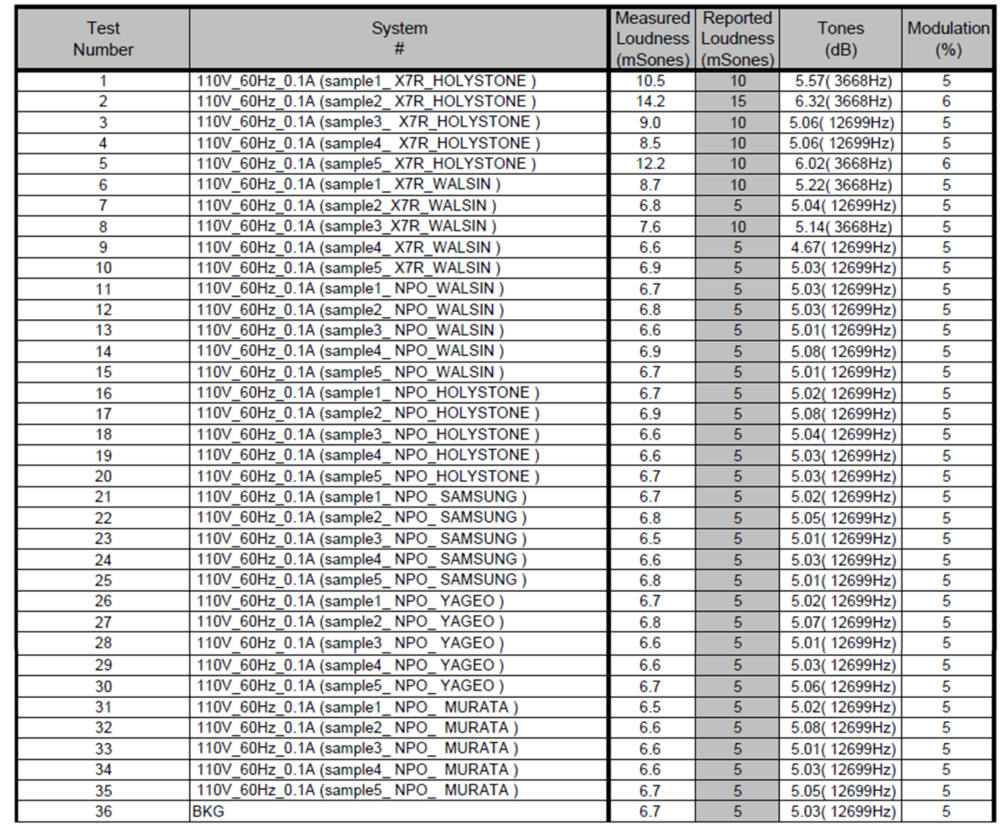 Test Number | System # | Measured Loudness (mSones) | Reported Loudness (mSones) | Tones (dB) | Modulation (%)
1 | 110V_60Hz_0.1A (sample1_ X7R_HOLYSTONE ) | 10.5 | 10 | 5.57( 3668Hz) | 5
2 | 110V_60Hz_0.1A (sample2_ X7R_HOLYSTONE ) | 14.2 | 15 | 6.32( 3668Hz) | 6
3 | 110V_60Hz_0.1A (sample3_ X7R_HOLYSTONE ) | 9.0 | 10 | 5.06( 12699Hz) | 5
4 | 110V_60Hz_0.1A (sample4_ X7R_HOLYSTONE ) | 8.5 | 10 | 5.06( 12699Hz) | 5
5 | 110V_60Hz_0.1A (sample5_ X7R_HOLYSTONE ) | 12.2 | 10 | 6.02( 3668Hz) | 6
6 | 110V_60Hz_0.1A (sample1_ X7R_WALSIN ) | 8.7 | 10 | 5.22( 3668Hz) | 5
7 | 110V_60Hz_0.1A (sample2_X7R_WALSIN ) | 6.8 | 5 | 5.04( 12699Hz) | 5
8 | 110V_60Hz_0.1A (sample3_X7R_WALSIN ) | 7.6 | 10 | 5.14( 3668Hz) | 5
9 | 110V_60Hz_0.1A (sample4_ X7R_WALSIN ) | 6.6 | 5 | 4.67( 12699Hz) | 5
10 | 110V_60Hz_0.1A (sample5_ X7R_WALSIN ) | 6.9 | 5 | 5.03( 12699Hz) | 5
11 | 110V_60Hz_0.1A (sample1_ NPO_WALSIN ) | 6.7 | 5 | 5.03( 12699Hz) | 5
12 | 110V_60Hz_0.1A (sample2_ NPO_WALSIN ) | 6.8 | 5 | 5.03( 12699Hz) | 5
13 | 110V_60Hz_0.1A (sample3_ NPO_WALSIN ) | 6.6 | 5 | 5.01( 12699Hz) | 5
14 | 110V_60Hz_0.1A (sample4_ NPO_WALSIN ) | 6.9 | 5 | 5.08( 12699Hz) | 5
15 | 110V_60Hz_0.1A (sample5_ NPO_WALSIN ) | 6.7 | 5 | 5.01( 12699Hz) | 5
16 | 110V_60Hz_0.1A (sample1_ NPO_HOLYSTONE ) | 6.7 | 5 | 5.02( 12699Hz) | 5
17 | 110V_60Hz_0.1A (sample2_ NPO_HOLYSTONE ) | 6.9 | 5 | 5.08( 12699Hz) | 5
18 | 110V_60Hz_0.1A (sample3_ NPO_HOLYSTONE ) | 6.6 | 5 | 5.04( 12699Hz) | 5
19 | 110V_60Hz_0.1A (sample4_ NPO_HOLYSTONE ) | 6.6 | 5 | 5.03( 12699Hz) | 5
20 | 110V_60Hz_0.1A (sample5_ NPO_HOLYSTONE ) | 6.7 | 5 | 5.03( 12699Hz) | 5
21 | 110V_60Hz_0.1A (sample1_ NPO_ SAMSUNG ) | 6.7 | 5 | 5.02( 12699Hz) | 5
22 | 110V_60Hz_0.1A (sample2_ NPO_ SAMSUNG ) | 6.8 | 5 | 5.05( 12699Hz) | 5
23 | 110V_60Hz_0.1A (sample3_ NPO_ SAMSUNG ) | 6.5 | 5 | 5.01( 12699Hz) | 5
24 | 110V_60Hz_0.1A (sample4_ NPO_ SAMSUNG ) | 6.6 | 5 | 5.03( 12699Hz) | 5
25 | 110V_60Hz_0.1A (sample5_ NPO_ SAMSUNG ) | 6.8 | 5 | 5.01( 12699Hz) | 5
26 | 110V_60Hz_0.1A (sample1_ NPO_ YAGEO ) | 6.7 | 5 | 5.02( 12699Hz) | 5
27 | 110V_60Hz_0.1A (sample2_ NPO_ YAGEO ) | 6.8 | 5 | 5.07( 12699Hz) | 5
28 | 110V_60Hz_0.1A (sample3_ NPO_ YAGEO ) | 6.6 | 5 | 5.01( 12699Hz) | 5
29 | 110V_60Hz_0.1A (sample4_ NPO_ YAGEO ) | 6.6 | 5 | 5.03( 12699Hz) | 5
30 | 110V_60Hz_0.1A (sample5_ NPO_ YAGEO ) | 6.7 | 5 | 5.06( 12699Hz) | 5
31 | 110V_60Hz_0.1A (sample1_ NPO_ MURATA ) | 6.5 | 5 | 5.02( 12699Hz) | 5
32 | 110V_60Hz_0.1A (sample2_ NPO_ MURATA ) | 6.6 | 5 | 5.08( 12699Hz) | 5
33 | 110V_60Hz_0.1A (sample3_ NPO_ MURATA ) | 6.6 | 5 | 5.01( 12699Hz) | 5
34 | 110V_60Hz_0.1A (sample4_ NPO_ MURATA ) | 6.6 | 5 | 5.03( 12699Hz) | 5
35 | 110V_60Hz_0.1A (sample5_ NPO_ MURATA ) | 6.7 | 5 | 5.05( 12699Hz) | 5
36 | BKG | 6.7 | 5 | 5.03( 12699Hz) | 5